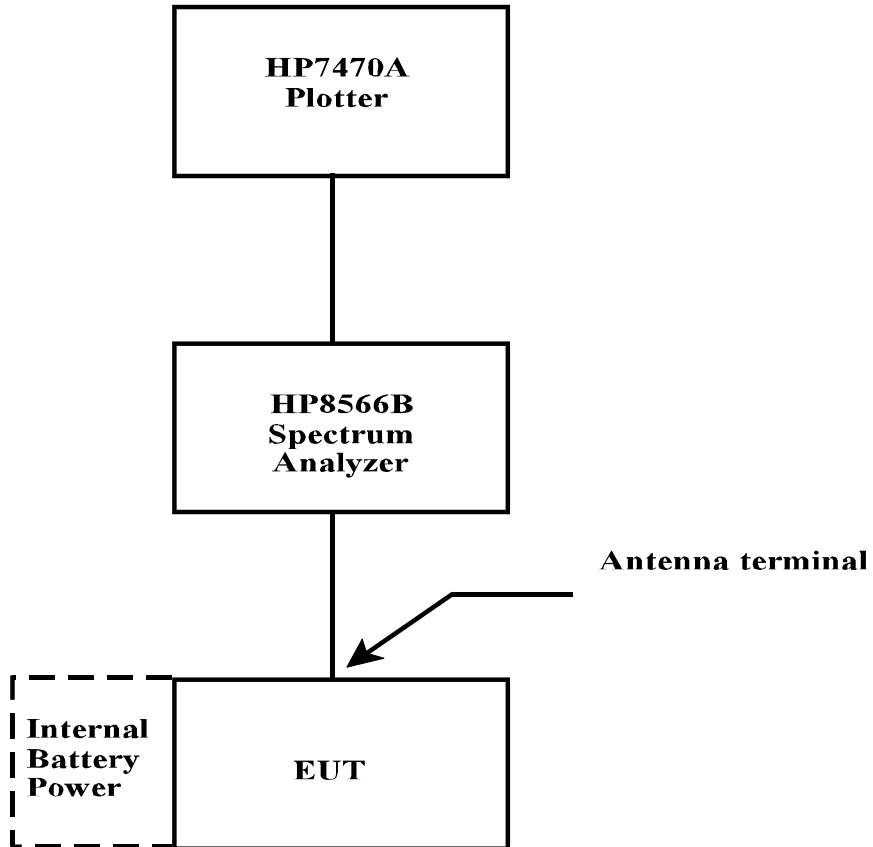 HP7470A
Plotter
HP8566B
Spectrum
Analyzer
Antenna terminal
Internal
Battery
Power
EUT